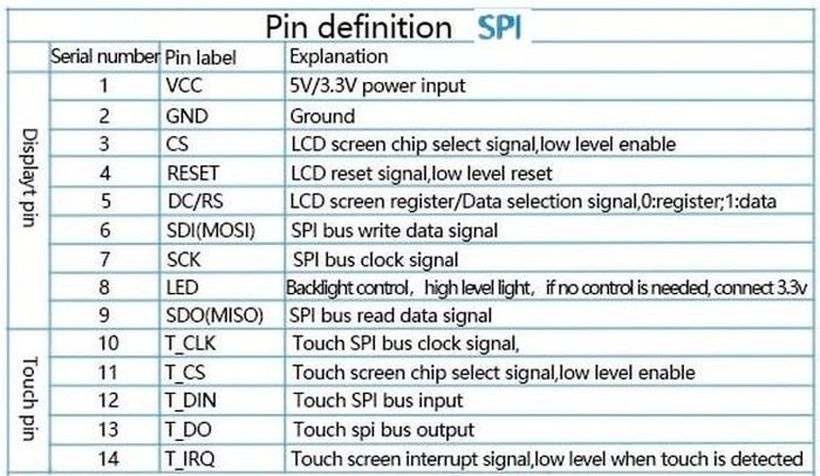 Pin definition SPI
Serial number Pin label Explanation
Displayt pin
1 VCC 5V/3.3V power input
2 GND Ground
3 CS LCD screen chip select signal,low level enable
4 RESET LCD reset signal,low level reset
5 DC/RS LCD screen register/Data selection signal,0:register;1:data
6 SDI(MOSI) SPI bus write data signal
7 SCK SPI bus clock signal
8 LED Backlight control, high level light, if no control is needed, connect 3.3v
9 SDO(MISO) SPI bus read data signal
Touch pin
10 T_CLK Touch SPI bus clock signal,
11 T_CS Touch screen chip select signal,low level enable
12 T_DIN Touch SPI bus input
13 T_DO Touch spi bus output
14 T_IRQ Touch screen interrupt signal,low level when touch is detected